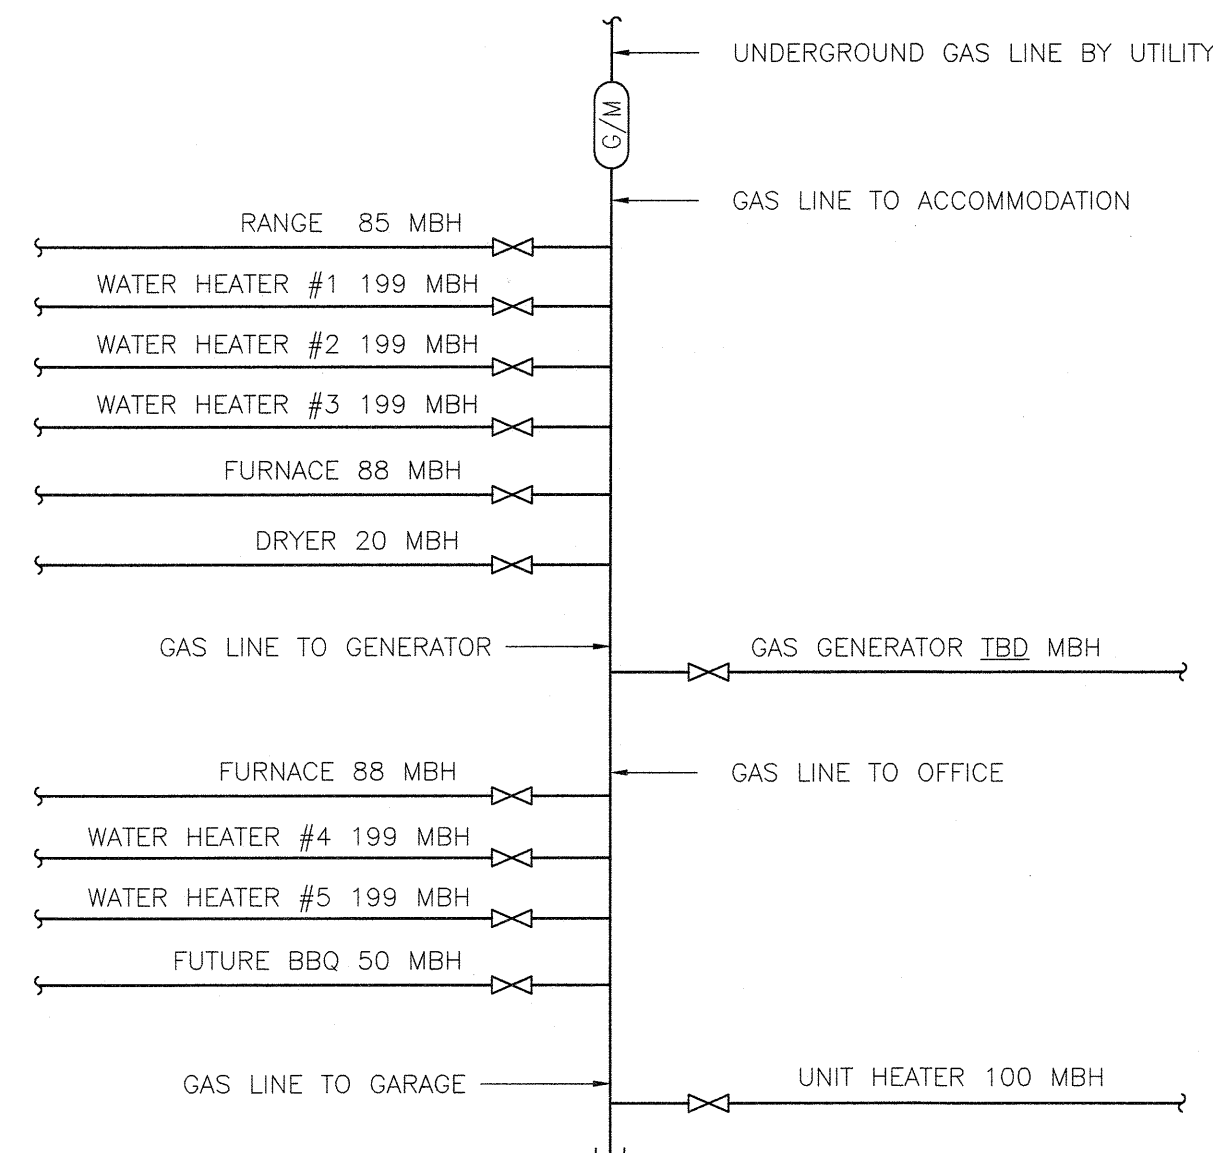 UNDERGROUND GAS LINE BY UTILITY
G/M
GAS LINE TO ACCOMMODATION
RANGE 85 MBH
WATER HEATER #1 199 MBH
WATER HEATER #2 199 MBH
WATER HEATER #3 199 MBH
FURNACE 88 MBH
DRYER 20 MBH
GAS LINE TO GENERATOR
GAS GENERATOR TBD MBH
FURNACE 88 MBH
GAS LINE TO OFFICE
WATER HEATER #4 199 MBH
WATER HEATER #5 199 MBH
FUTURE BBQ 50 MBH
GAS LINE TO GARAGE
UNIT HEATER 100 MBH